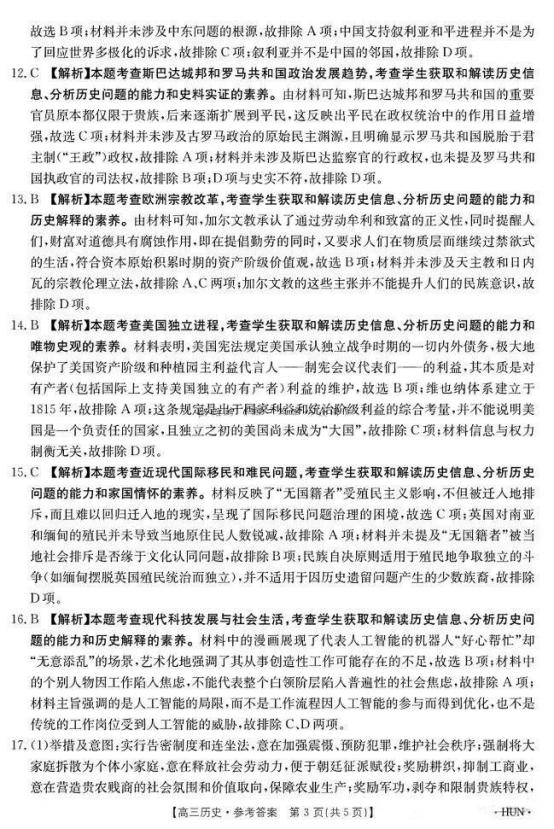 故选 B 项;材料并未涉及中东问题的根源,故排除 A 项;中国支持叙利亚和平进程并不是为
了回应世界多极化的诉求,故排除 C 项;叙利亚并不是中国的邻国,故排除 D 项。
12. C 【解析】本题考查斯巴达城邦和罗马共和国政治发展趋势,考查学生获取和解读历史信
息、分析历史问题的能力和史料实证的素养。由材料可知,斯巴达城邦和罗马共和国的重要
官员原本都仅限于贵族,后来逐渐扩展到平民,这反映出平民在政权统治中的作用日益增
强,故选 C 项;材料并未涉及古罗马政治的原始民主渊源,且明确显示罗马共和国脱胎于君
主制(“王政”)政权,故排除 A 项;材料并未涉及斯巴达监察官的行政权,也未提及罗马共和
国执政官的司法权,故排除 B 项;D 项与史实不符,故排除 D 项。
13. B 【解析】本题考查欧洲宗教改革,考查学生获取和解读历史信息、分析历史问题的能力和
历史解释的素养。由材料可知,加尔文教承认了通过劳动牟利和致富的正义性,同时提醒人
们,财富对道德具有腐蚀作用,即在提倡勤劳的同时,又要求人们在物质层面继续过禁欲式
的生活,符合资本原始积累时期的资产阶级价值观,故选 B 项;材料并未涉及天主教和日内
瓦的宗教伦理立法,故排除 A、C 两项;加尔文教的这些主张并不能提升人们的民族意识,故
排除 D 项。
14. B 【解析】本题考查美国独立进程,考查学生获取和解读历史信息、分析历史问题的能力和
唯物史观的素养。材料表明,美国宪法规定美国承认独立战争时期的一切内外债务,极大地
保护了美国资产阶级和种植园主利益代言人——制宪会议代表们——的利益,其本质是对
有产者(包括国际上支持美国独立的有产者)利益的维护,故选 B 项;维也纳体系建立于
1815 年,故排除 A 项;这条规定是出于国家利益和统治阶级利益的综合考量,并不能说明美
国是一个负责任的国家,且独立之初的美国尚未成为“大国”,故排除 C 项;材料信息与权力
制衡无关,故排除 D 项。
15. C 【解析】本题考查近现代国际移民和难民问题,考查学生获取和解读历史信息、分析历史
问题的能力和家国情怀的素养。材料反映了“无国籍者”受殖民主义影响,不但被迁入地排
斥,而且难以回归迁入地的现实,呈现了国际移民问题治理的困境,故选 C 项;英国对南亚
和缅甸的殖民并未导致当地原住民人数锐减,故排除 A 项;材料并未提及“无国籍者”被当
地社会排斥是否缘于文化认同问题,故排除 B 项;民族自决原则适用于殖民地争取独立的斗
争(如缅甸摆脱英国殖民统治而独立),并不适用于因历史遗留问题产生的少数族裔,故排除
D 项。
16. B 【解析】本题考查现代科技发展与社会生活,考查学生获取和解读历史信息、分析历史问
题的能力和历史解释的素养。材料中的漫画展现了代表人工智能的机器人“好心帮忙”却
“无意添乱”的场景,艺术化地强调了其从事创造性工作可能存在的不足,故选 B 项;材料中
的个别人物因工作陷入焦虑,不能代表整个白领阶层陷入普遍性的社会焦虑,故排除 A 项;
材料主旨强调的是人工智能的局限,而不是工作流程因人工智能的参与而得到优化,也不是
传统的工作岗位受到人工智能的威胁,故排除 C、D 两项。
17. (1)举措及意图:实行告密制度和连坐法,意在加强震慑、预防犯罪,维护社会秩序;强制将大
家庭拆散为个体小家庭,意在释放社会劳动力,便于朝廷征派赋役;奖励耕织,抑制工商业,
意在营造贵农贱商的社会氛围和价值取向,保障农业生产;奖励军功,剥夺和限制贵族特权,
【高三历史·参考答案 第 3 页(共 5 页)】 ·HUN·